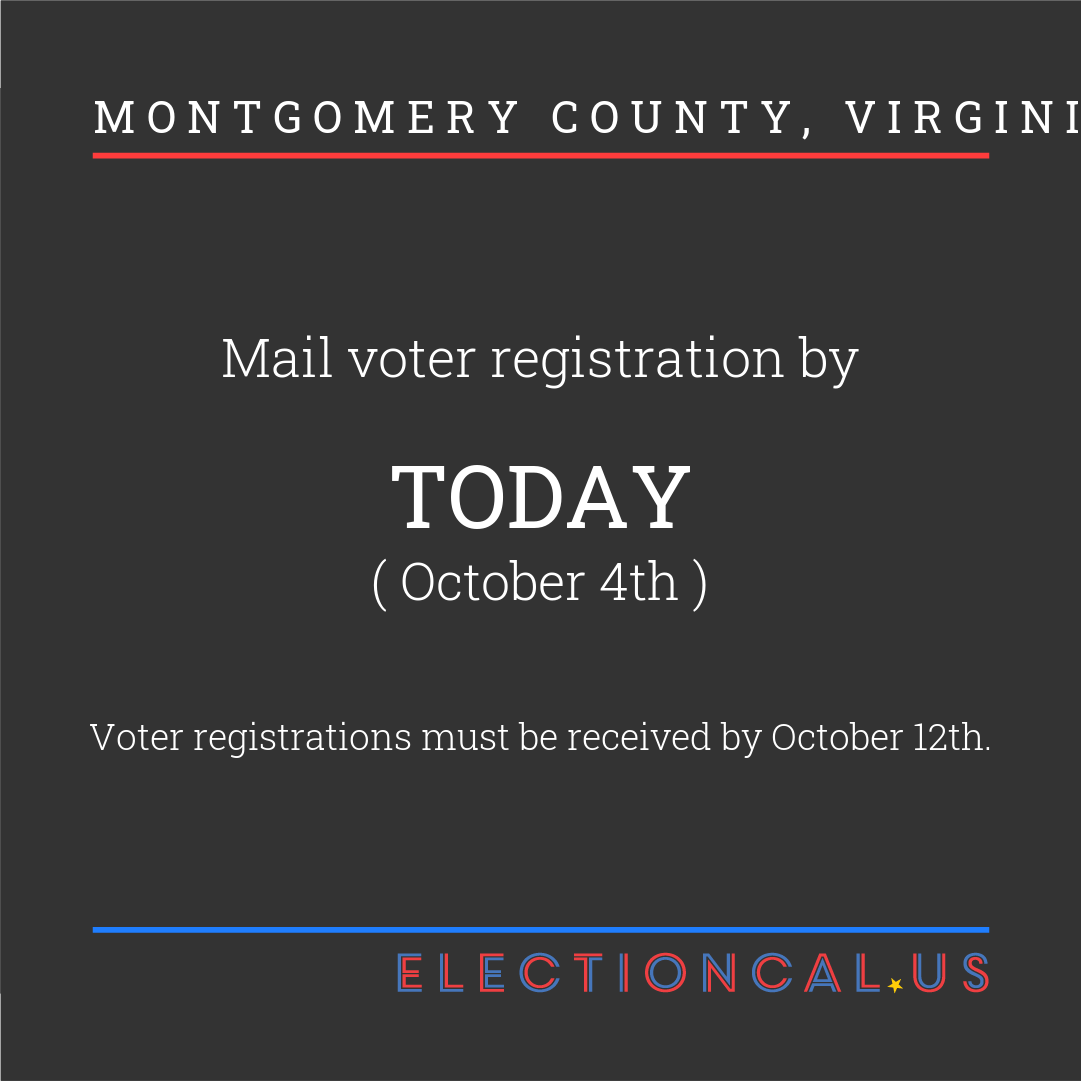 MONTGOMERY COUNTY, VIRGINI
Mail voter registration by
TODAY
( October 4th )
Voter registrations must be received by October 12th.
ELECTIONCAL.US